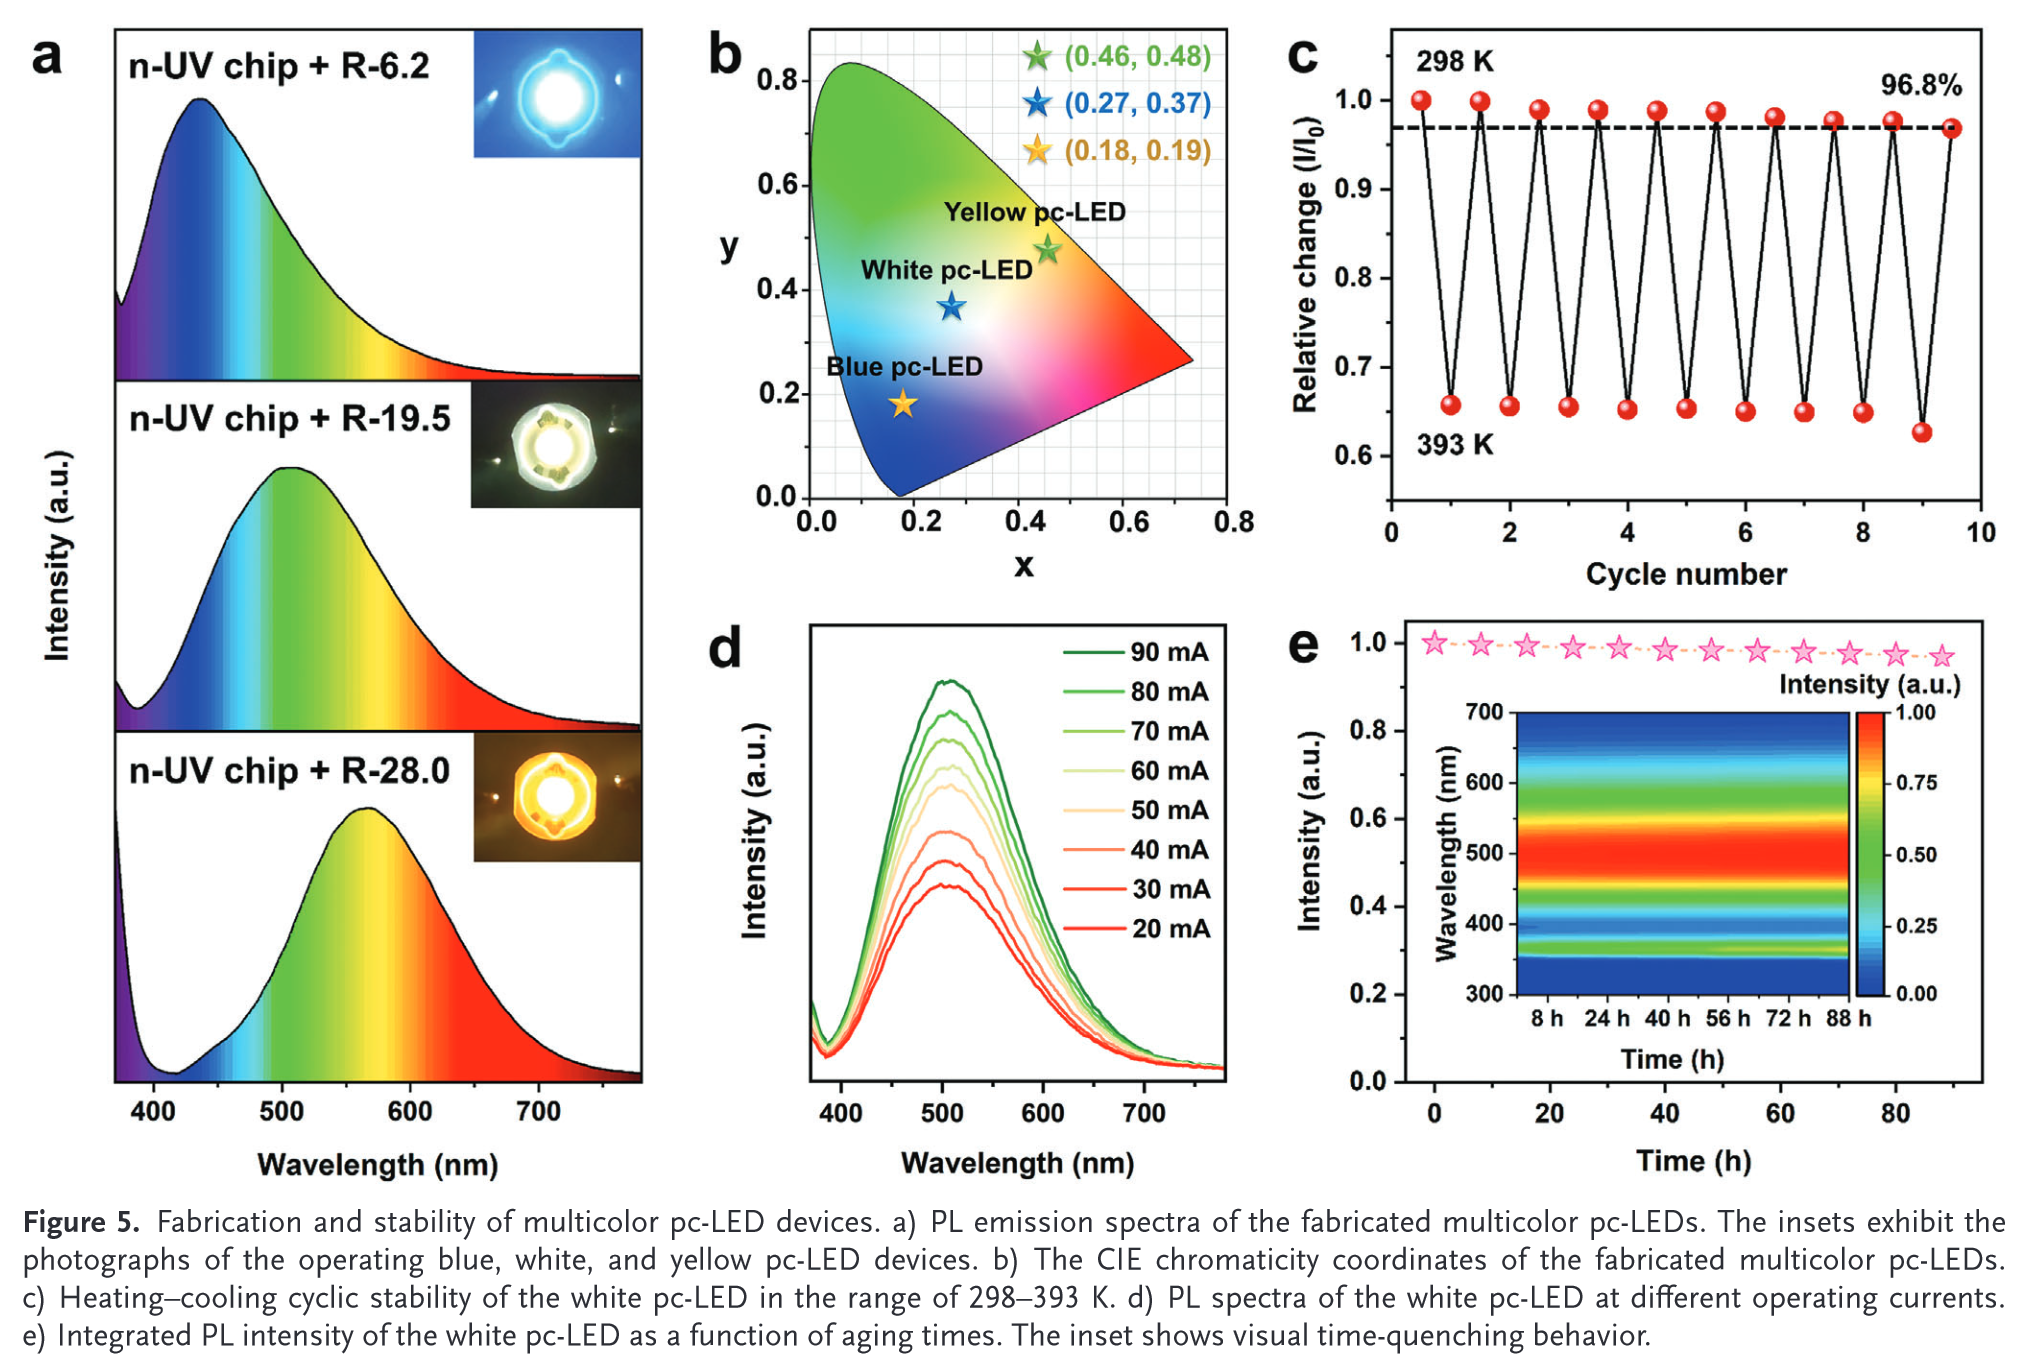 a
n-UV chip + R-6.2
n-UV chip + R-19.5
n-UV chip + R-28.0
Intensity (a.u.)
400 500 600 700
Wavelength (nm)
b
(0.46, 0.48)
(0.27, 0.37)
(0.18, 0.19)
Yellow pc-LED
White pc-LED
Blue pc-LED
y
0.8
0.6
0.4
0.2
0.0
0.0 0.2 0.4 0.6 0.8
x
c
298 K
96.8%
393 K
Relative change (I/I0)
1.0
0.9
0.8
0.7
0.6
0 2 4 6 8 10
Cycle number
d
90 mA
80 mA
70 mA
60 mA
50 mA
40 mA
30 mA
20 mA
Intensity (a.u.)
400 500 600 700
Wavelength (nm)
e
Intensity (a.u.)
1.0
0.8
0.6
0.4
0.2
0.0
Intensity (a.u.)
Wavelength (nm)
700
600
500
400
300
1.00
0.75
0.50
0.25
0.00
8 h 24 h 40 h 56 h 72 h 88 h
Time (h)
0 20 40 60 80
Time (h)
Figure 5. Fabrication and stability of multicolor pc-LED devices. a) PL emission spectra of the fabricated multicolor pc-LEDs. The insets exhibit the
photographs of the operating blue, white, and yellow pc-LED devices. b) The CIE chromaticity coordinates of the fabricated multicolor pc-LEDs.
c) Heating–cooling cyclic stability of the white pc-LED in the range of 298–393 K. d) PL spectra of the white pc-LED at different operating currents.
e) Integrated PL intensity of the white pc-LED as a function of aging times. The inset shows visual time-quenching behavior.